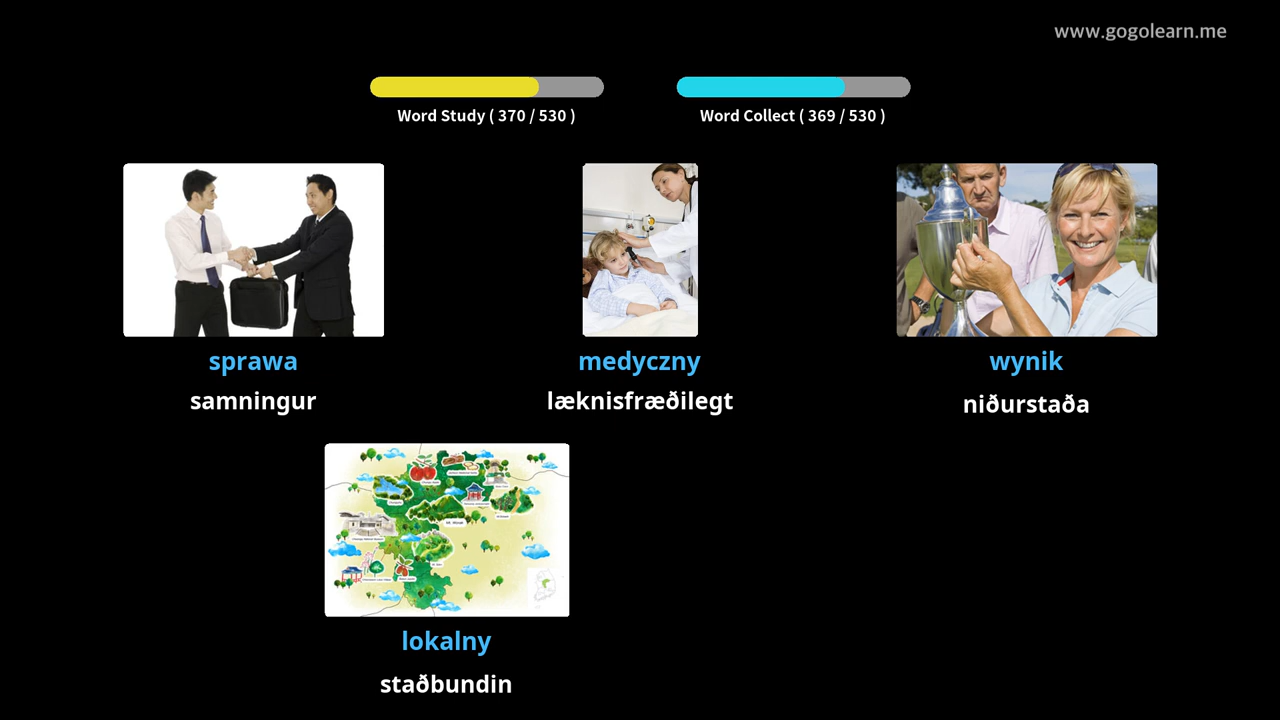 www.gogolearn.me
Word Study ( 370 / 530 )
Word Collect ( 369 / 530 )
sprawa
medyczny
wynik
samningur
læknisfræðilegt
niðurstaða
lokalny
staðbundin